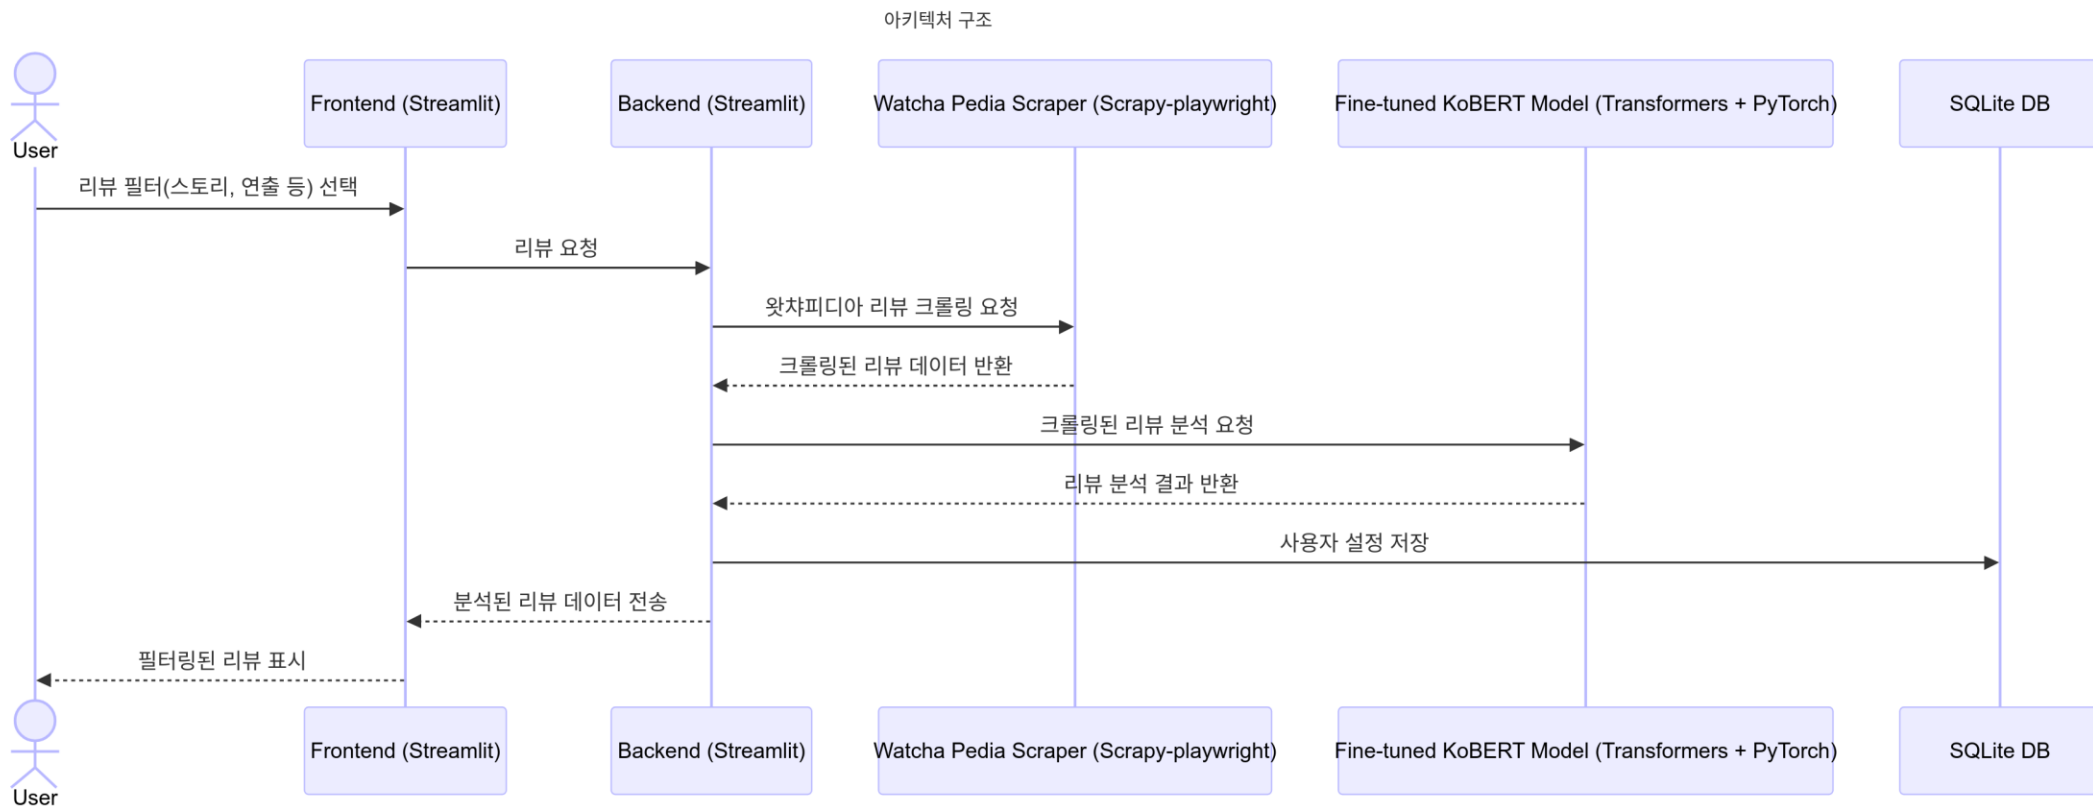 아키텍처 구조
User
Frontend (Streamlit)
Backend (Streamlit)
Watcha Pedia Scraper (Scrapy-playwright)
Fine-tuned KoBERT Model (Transformers + PyTorch)
SQLite DB
리뷰 필터(스토리, 연출 등) 선택
리뷰 요청
왓챠피디아 리뷰 크롤링 요청
크롤링된 리뷰 데이터 반환
크롤링된 리뷰 분석 요청
리뷰 분석 결과 반환
사용자 설정 저장
분석된 리뷰 데이터 전송
필터링된 리뷰 표시
User
Frontend (Streamlit)
Backend (Streamlit)
Watcha Pedia Scraper (Scrapy-playwright)
Fine-tuned KoBERT Model (Transformers + PyTorch)
SQLite DB